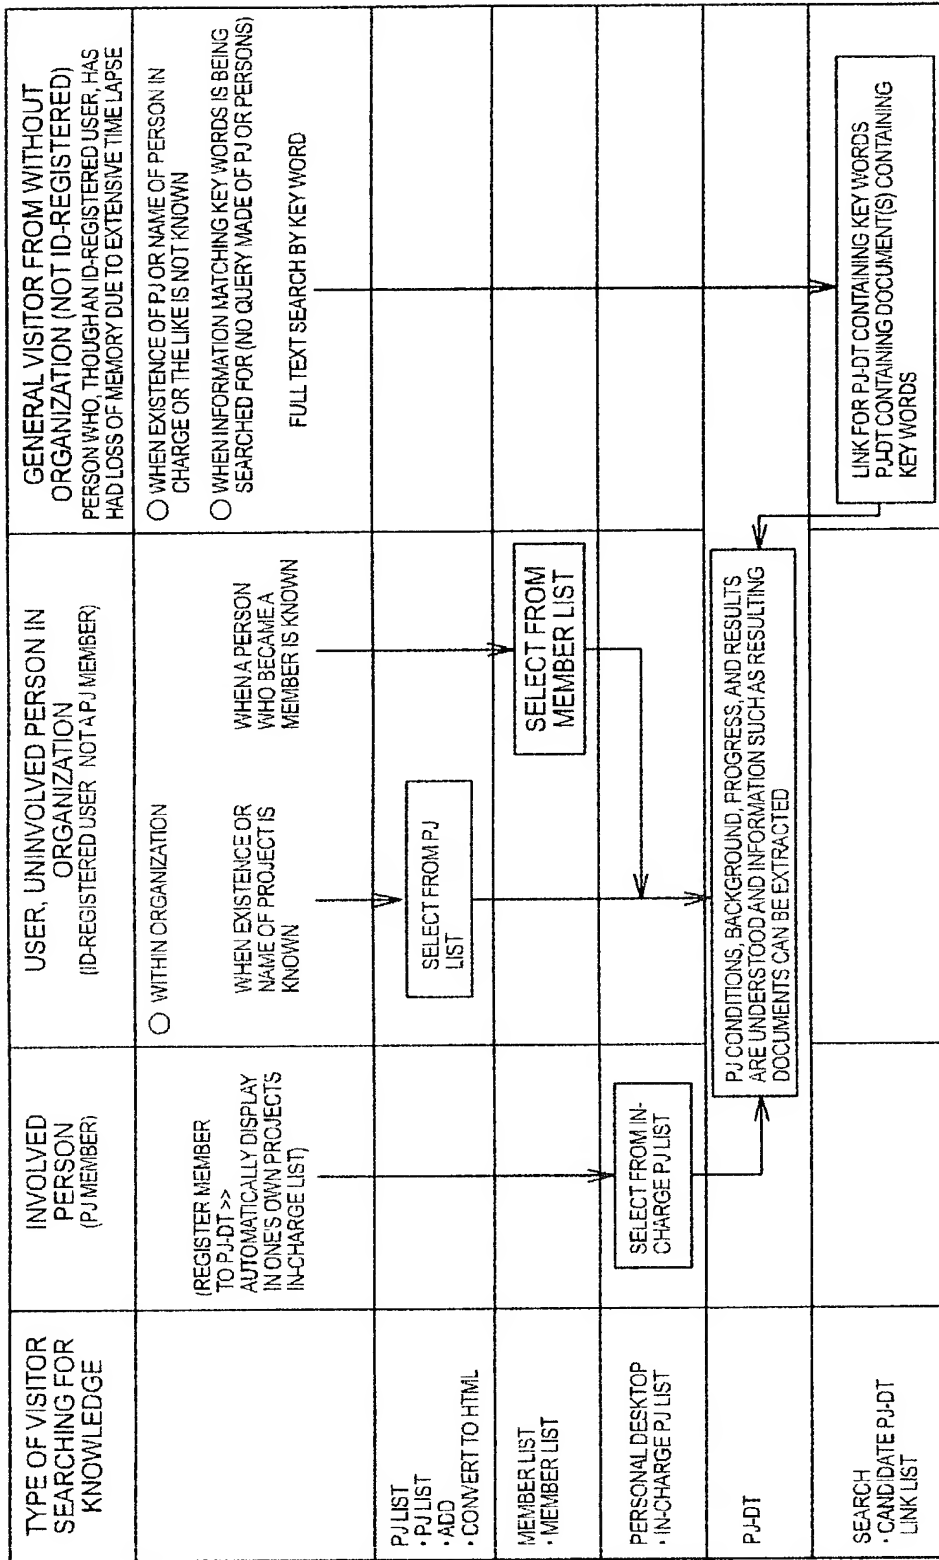 TYPE OF VISITOR
SEARCHING FOR
KNOWLEDGE
INVOLVED
PERSON
(PJ MEMBER)
USER, UNINVOLVED PERSON IN
ORGANIZATION
(ID-REGISTERED USER NOT A PJ MEMBER)
GENERAL VISITOR FROM WITHOUT
ORGANIZATION (NOT ID-REGISTERED)
PERSON WHO, THOUGH AN ID-REGISTERED USER, HAS
HAD LOSS OF MEMORY DUE TO EXTENSIVE TIME LAPSE
(REGISTER MEMBER
TO PJ-DT >>
AUTOMATICALLY DISPLAY
IN ONE'S OWN PROJECTS
IN-CHARGE LIST)
○ WITHIN ORGANIZATION
WHEN EXISTENCE OR
NAME OF PROJECT IS
KNOWN
WHEN A PERSON
WHO BECAME A
MEMBER IS KNOWN
○ WHEN EXISTENCE OF PJ OR NAME OF PERSON IN
CHARGE OR THE LIKE IS NOT KNOWN
○ WHEN INFORMATION MATCHING KEY WORDS IS BEING
SEARCHED FOR (NO QUERY MADE OF PJ OR PERSONS)
FULL TEXT SEARCH BY KEY WORD
PJ LIST
· PJ LIST
· ADD
· CONVERT TO HTML
SELECT FROM PJ
LIST
MEMBER LIST
· MEMBER LIST
SELECT FROM
MEMBER LIST
PERSONAL DESKTOP
· IN-CHARGE PJ LIST
SELECT FROM IN-
CHARGE PJ LIST
PJ-DT
PJ CONDITIONS, BACKGROUND, PROGRESS, AND RESULTS
ARE UNDERSTOOD AND INFORMATION SUCH AS RESULTING
DOCUMENTS CAN BE EXTRACTED
SEARCH
· CANDIDATE PJ-DT
LINK LIST
LINK FOR PJ-DT CONTAINING KEY WORDS
PJ-DT CONTAINING DOCUMENT(S) CONTAINING
KEY WORDS